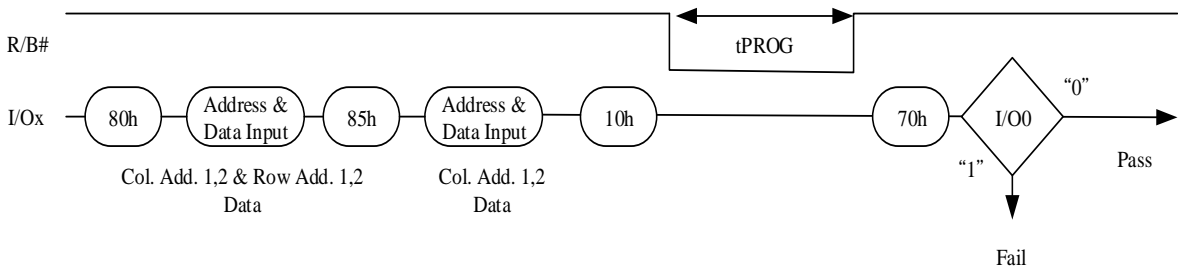 R/B#
tPROG
I/Ox
80h
Address &
Data Input
85h
Address &
Data Input
10h
70h
I/O0
“0”
“1”
Pass
Col. Add. 1,2 & Row Add. 1,2
Data
Col. Add. 1,2
Data
Fail